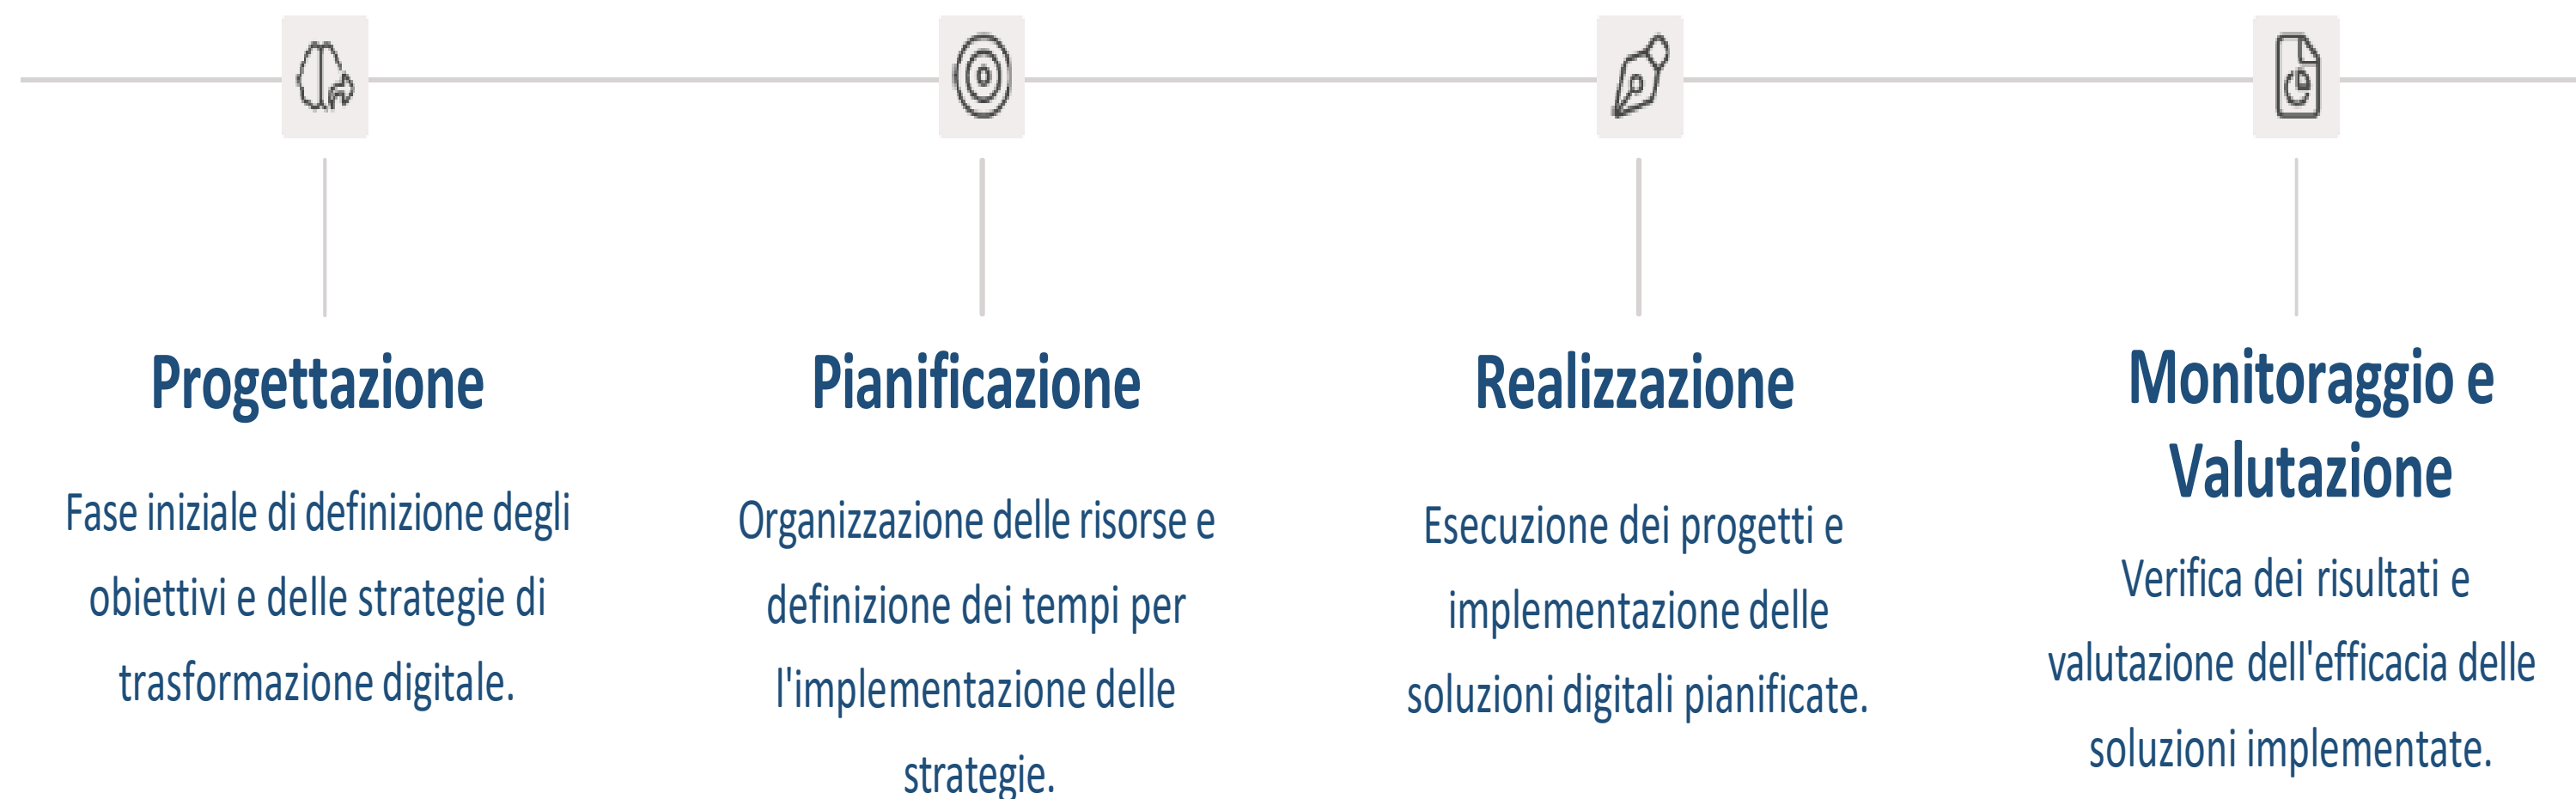 Progettazione
Fase iniziale di definizione degli
obiettivi e delle strategie di
trasformazione digitale.
Pianificazione
Organizzazione delle risorse e
definizione dei tempi per
l'implementazione delle
strategie.
Realizzazione
Esecuzione dei progetti e
implementazione delle
soluzioni digitali pianificate.
Monitoraggio e
Valutazione
Verifica dei risultati e
valutazione dell'efficacia delle
soluzioni implementate.